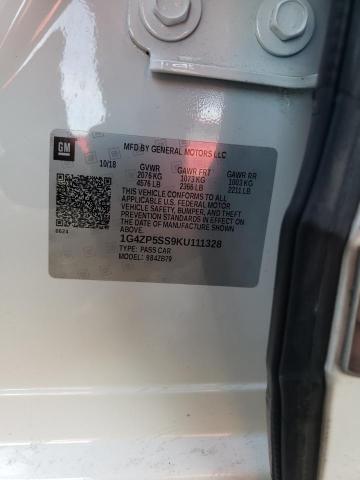 GM
MFD BY GENERAL MOTORS LLC
10/18
GVWR GAWR FRT GAWR RR
2076 KG 1073 KG 1003 KG
4576 LB 2366 LB 2211 LB
THIS VEHICLE CONFORMS TO ALL
APPLICABLE U.S. FEDERAL MOTOR
VEHICLE SAFETY, BUMPER, AND THEFT
PREVENTION STANDARDS IN EFFECT ON
THE DATE OF MANUFACTURE SHOWN
ABOVE.
1G4ZP5SS9KU111328
TYPE: PASS CAR
MODEL:
0624